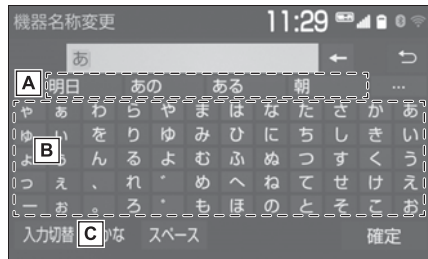 機器名称変更 11:29
あ ←
A 明日 あの ある 朝 …
ゃ ぁ わ ら や ま は な た さ か あ
ゅ ぃ を り ゆ み ひ に ち し き い
ょ ぅ ん る よ む ふ ぬ つ す く う
B
っ ぇ 、 れ ゛ め へ ね て せ け え
ー ぉ 。 ろ ゜ も ほ の と そ こ お
入力切替 C かな スペース 確定